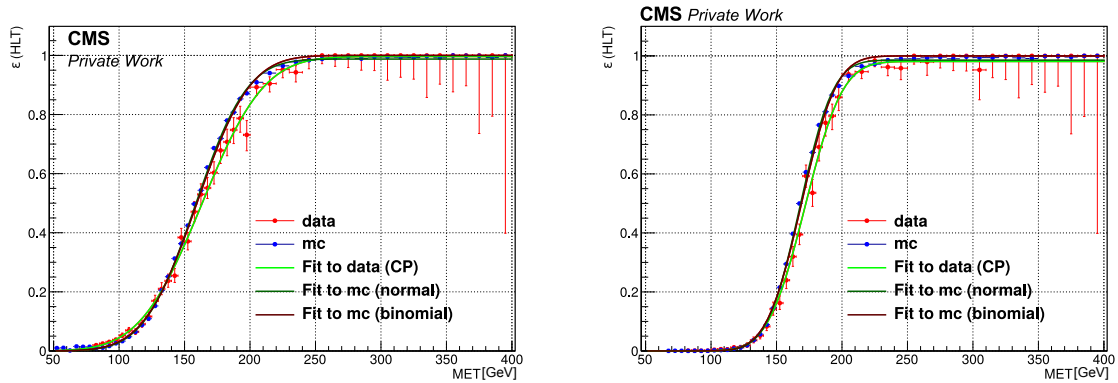 CMS
Private Work
ε (HLT)
1
0.8
0.6
0.4
0.2
0
data
mc
Fit to data (CP)
Fit to mc (normal)
Fit to mc (binomial)
50 100 150 200 250 300 350 400
MET[GeV]
CMS Private Work
ε (HLT)
1
0.8
0.6
0.4
0.2
0
data
mc
Fit to data (CP)
Fit to mc (normal)
Fit to mc (binomial)
50 100 150 200 250 300 350 400
MET[GeV]